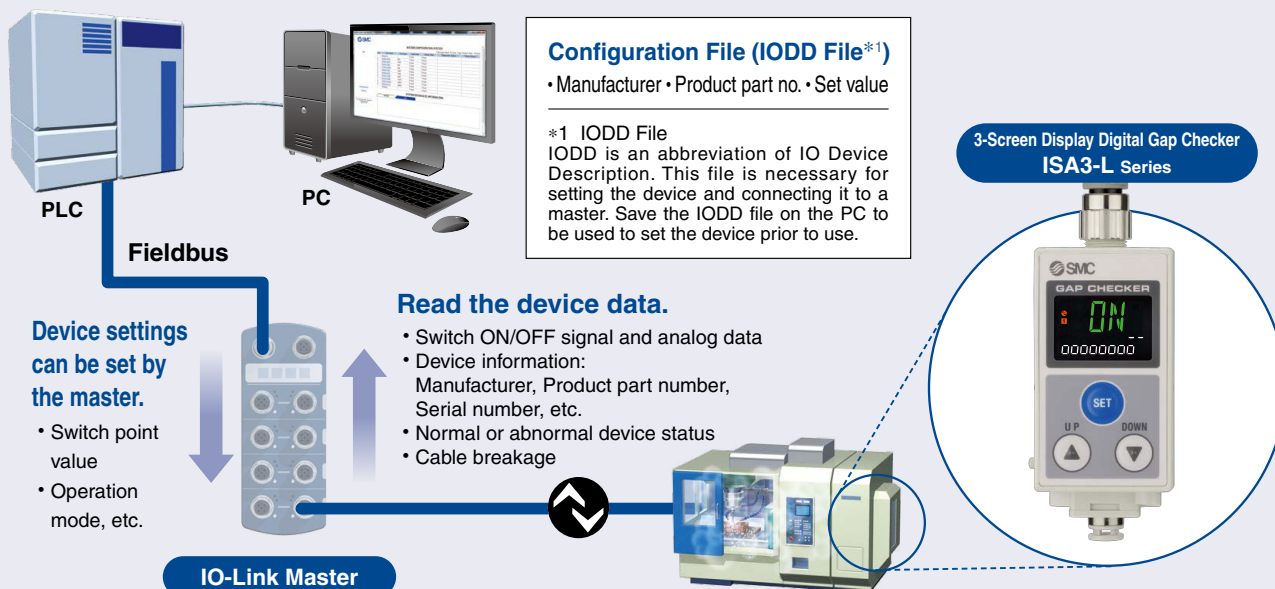 PLC
PC
Fieldbus
Configuration File (IODD File*1)
• Manufacturer • Product part no. • Set value
*1 IODD File
IODD is an abbreviation of IO Device
Description. This file is necessary for
setting the device and connecting it to a
master. Save the IODD file on the PC to
be used to set the device prior to use.
3-Screen Display Digital Gap Checker
ISA3-L Series
SMC
GAP CHECKER
ON
--
00000000
SET
UP DOWN
Device settings
can be set by
the master.
• Switch point
value
• Operation
mode, etc.
Read the device data.
• Switch ON/OFF signal and analog data
• Device information:
Manufacturer, Product part number,
Serial number, etc.
• Normal or abnormal device status
• Cable breakage
IO-Link Master
SMC